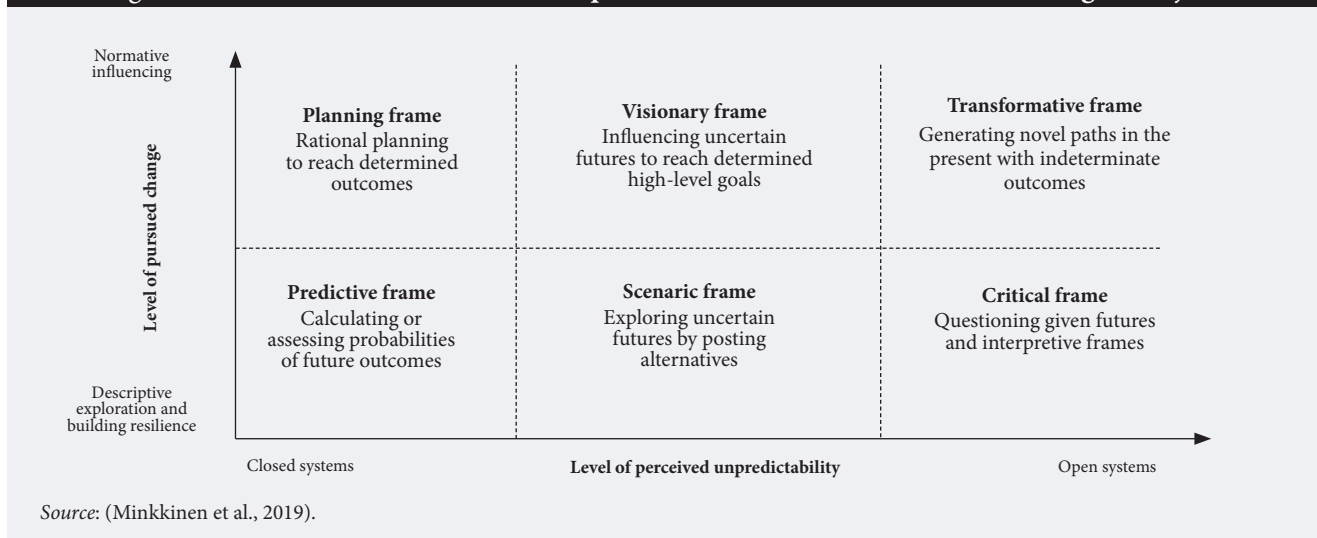 Normative
influencing
Planning frame
Rational planning
to reach determined
outcomes
Visionary frame
Influencing uncertain
futures to reach determined
high-level goals
Transformative frame
Generating novel paths in the
present with indeterminate
outcomes
Level of pursued change
Predictive frame
Calculating or
assessing probabilities
of future outcomes
Scenaric frame
Exploring uncertain
futures by posting
alternatives
Critical frame
Questioning given futures
and interpretive frames
Descriptive
exploration and
building resilience
Closed systems
Level of perceived unpredictability
Open systems
Source: (Minkkinen et al., 2019).